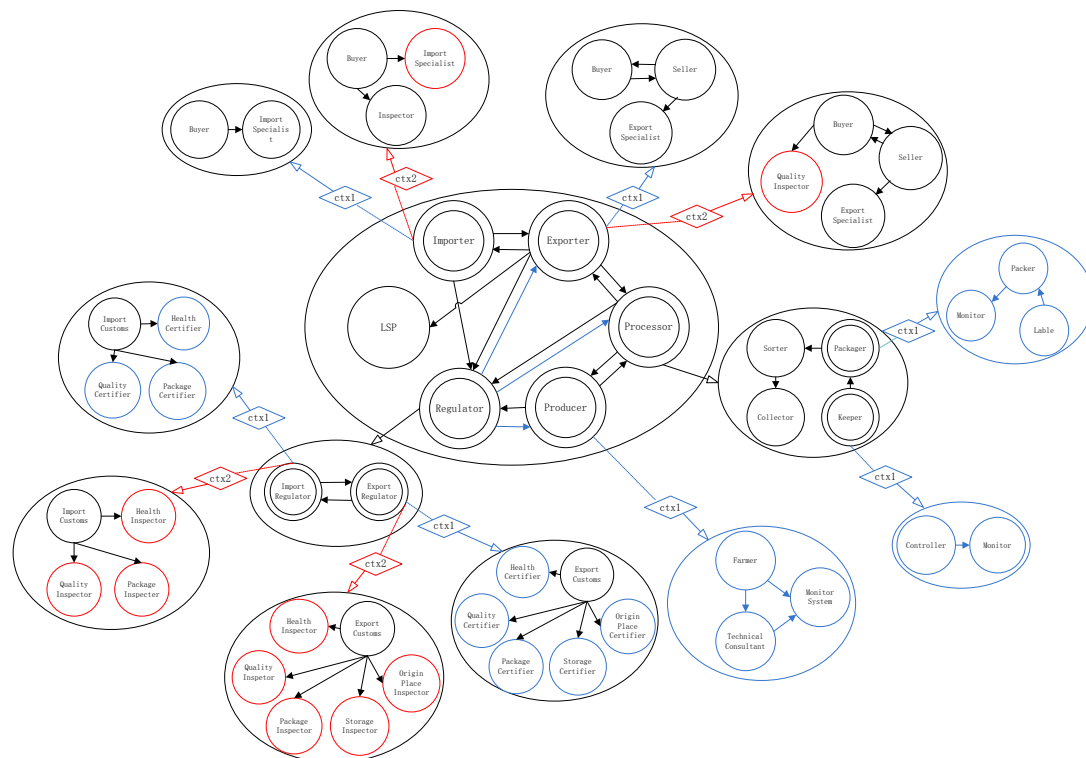 Buyer
Import
Specialist
Inspector
Buyer
Import
Specialis
t
Buyer
Seller
Export
Specialist
Buyer
Seller
Quality
Inspector
Export
Specialist
ctx2
ctx1
ctx1
ctx2
Importer
Exporter
LSP
Processor
Regulator
Producer
Packer
Monitor
Lable
ctx1
Sorter
Packager
Collector
Keeper
Import
Customs
Health
Certifier
Quality
Certifier
Package
Certifier
ctx1
ctx2
Import
Regulator
Export
Regulator
ctx1
ctx2
ctx1
ctx1
Import
Customs
Health
Inspector
Quality
Inspector
Package
Inspecter
Controller
Monitor
Health
Certifier
Export
Customs
Quality
Certifier
Origin
Place
Certifier
Package
Certifier
Storage
Certifier
Farmer
Monitor
System
Technical
Consultant
Health
Inspector
Export
Customs
Quality
Inspetor
Origin
Place
Inspector
Package
Inspector
Storage
Inspector